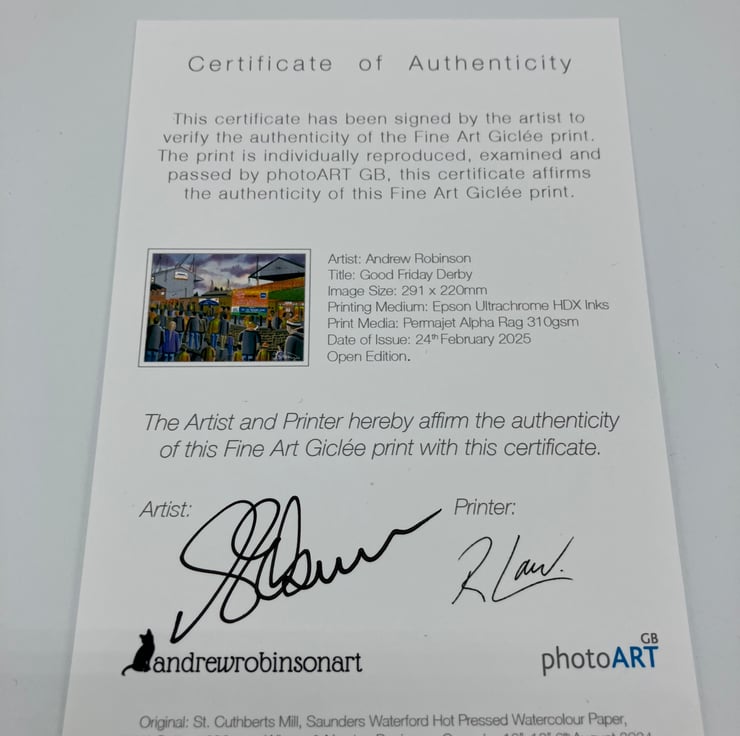 Certificate of Authenticity
This certificate has been signed by the artist to
verify the authenticity of the Fine Art Giclée print.
The print is individually reproduced, examined and
passed by photoART GB, this certificate affirms
the authenticity of this Fine Art Giclée print.
Artist: Andrew Robinson
Title: Good Friday Derby
Image Size: 291 x 220mm
Printing Medium: Epson Ultrachrome HDX Inks
Print Media: Permajet Alpha Rag 310gsm
Date of Issue: 24th February 2025
Open Edition.
The Artist and Printer hereby affirm the authenticity
of this Fine Art Giclée print with this certificate.
Artist:
Printer:
R Law.
andrewrobinsonart
photoART GB
Original: St. Cuthberts Mill, Saunders Waterford Hot Pressed Watercolour Paper,